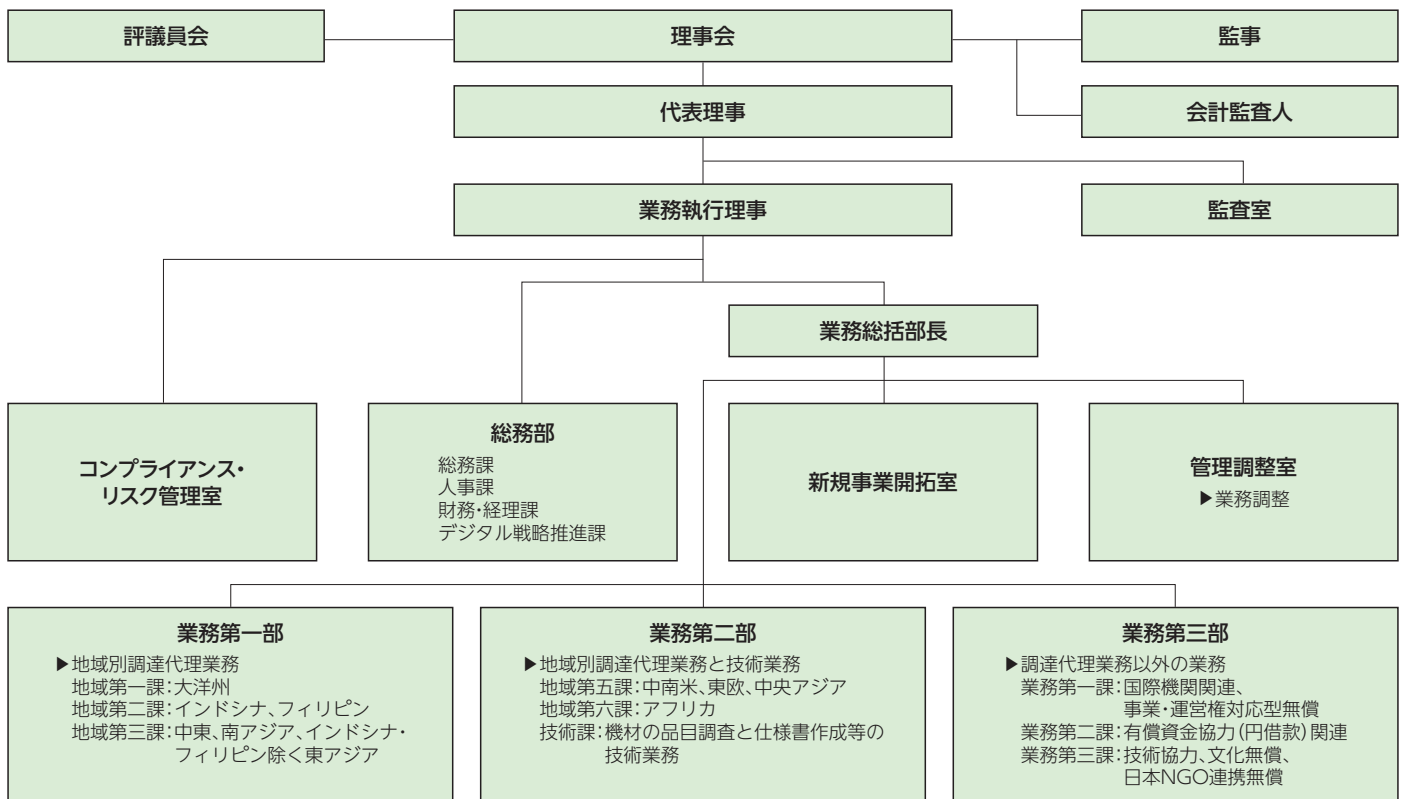 評議員会
理事会
監事
代表理事
会計監査人
業務執行理事
監査室
業務総括部長
コンプライアンス・
リスク管理室
総務部
総務課
人事課
財務・経理課
デジタル戦略推進課
新規事業開拓室
管理調整室
▶業務調整
業務第一部
▶地域別調達代理業務
地域第一課:大洋州
地域第二課:インドシナ、フィリピン
地域第三課:中東、南アジア、インドシナ・
フィリピン除く東アジア
業務第二部
▶地域別調達代理業務と技術業務
地域第五課:中南米、東欧、中央アジア
地域第六課:アフリカ
技術課:機材の品目調査と仕様書作成等の
技術業務
業務第三部
▶調達代理業務以外の業務
業務第一課:国際機関関連、
事業・運営権対応型無償
業務第二課:有償資金協力(円借款)関連
業務第三課:技術協力、文化無償、
日本NGO連携無償